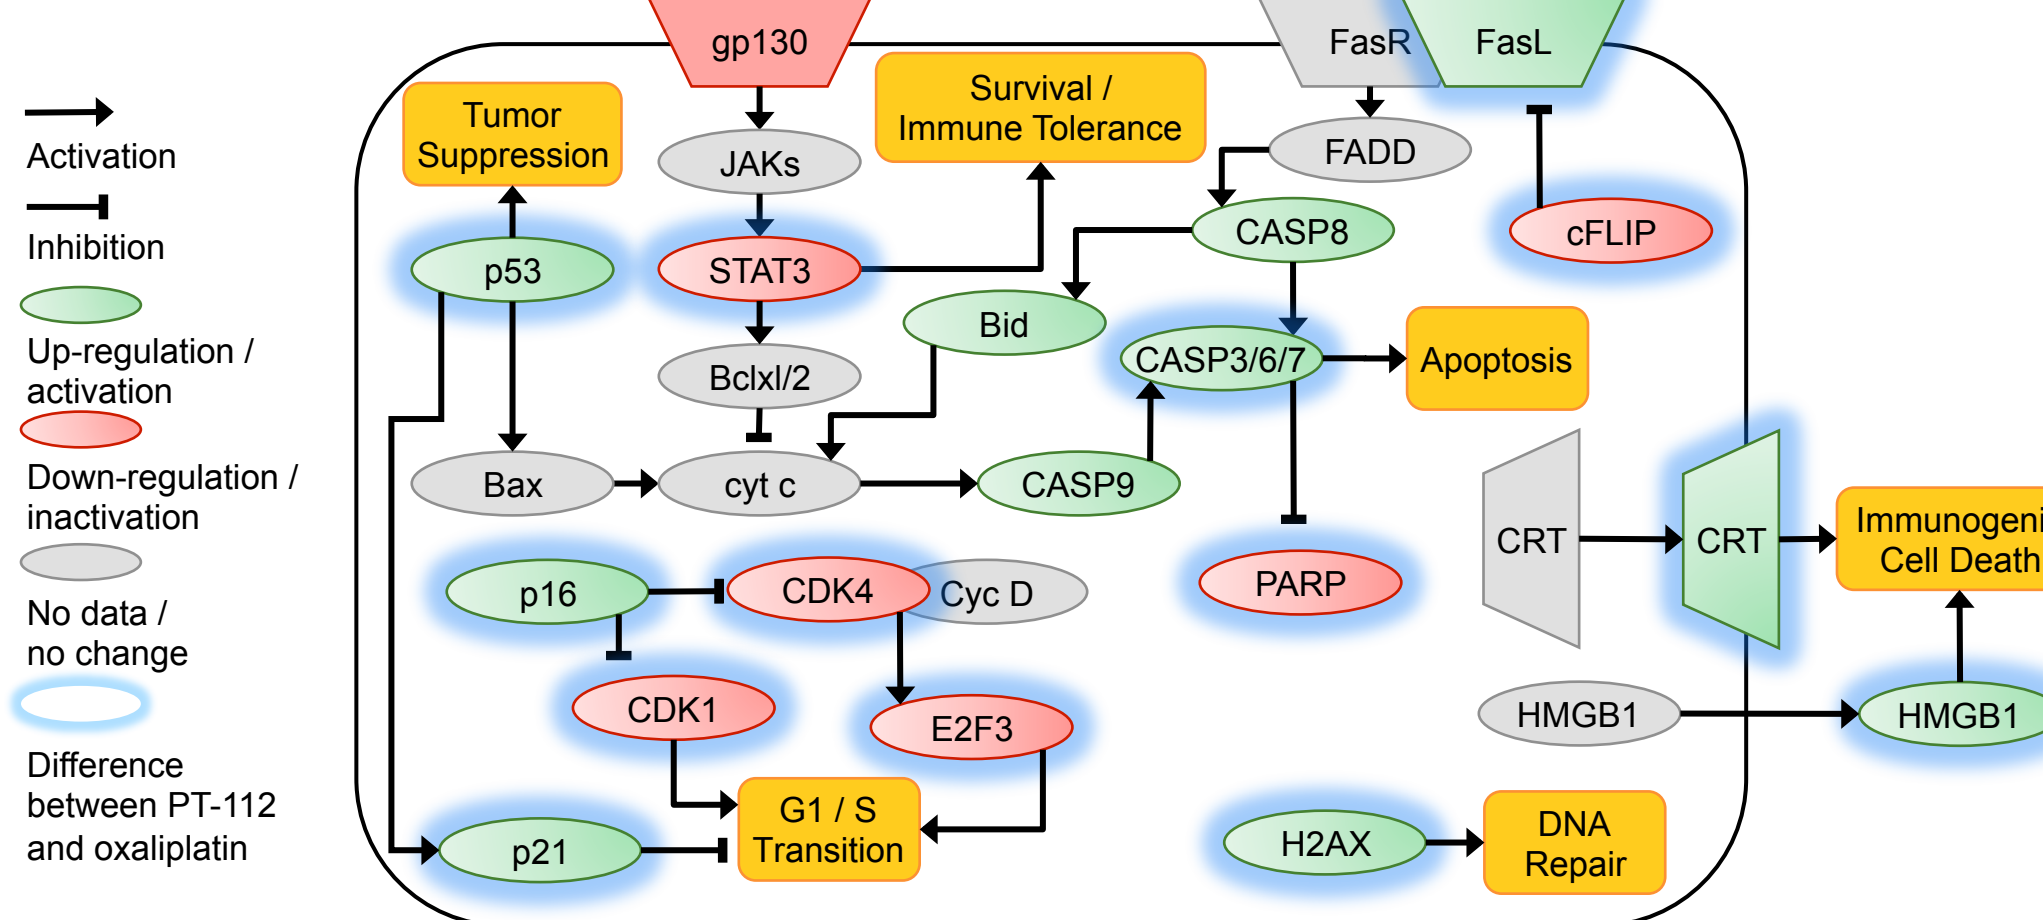 Activation
Inhibition
Up-regulation /
activation
Down-regulation /
inactivation
No data /
no change
Difference
between PT-112
and oxaliplatin
gp130
FasR
FasL
Tumor
Suppression
Survival /
Immune Tolerance
JAKs
FADD
p53
STAT3
CASP8
cFLIP
Bid
Bclxl/2
CASP3/6/7
Apoptosis
Bax
cyt c
CASP9
CRT
CRT
Immunogeni
Cell Death
p16
CDK4
Cyc D
PARP
CDK1
E2F3
HMGB1
HMGB1
p21
G1 / S
Transition
H2AX
DNA
Repair